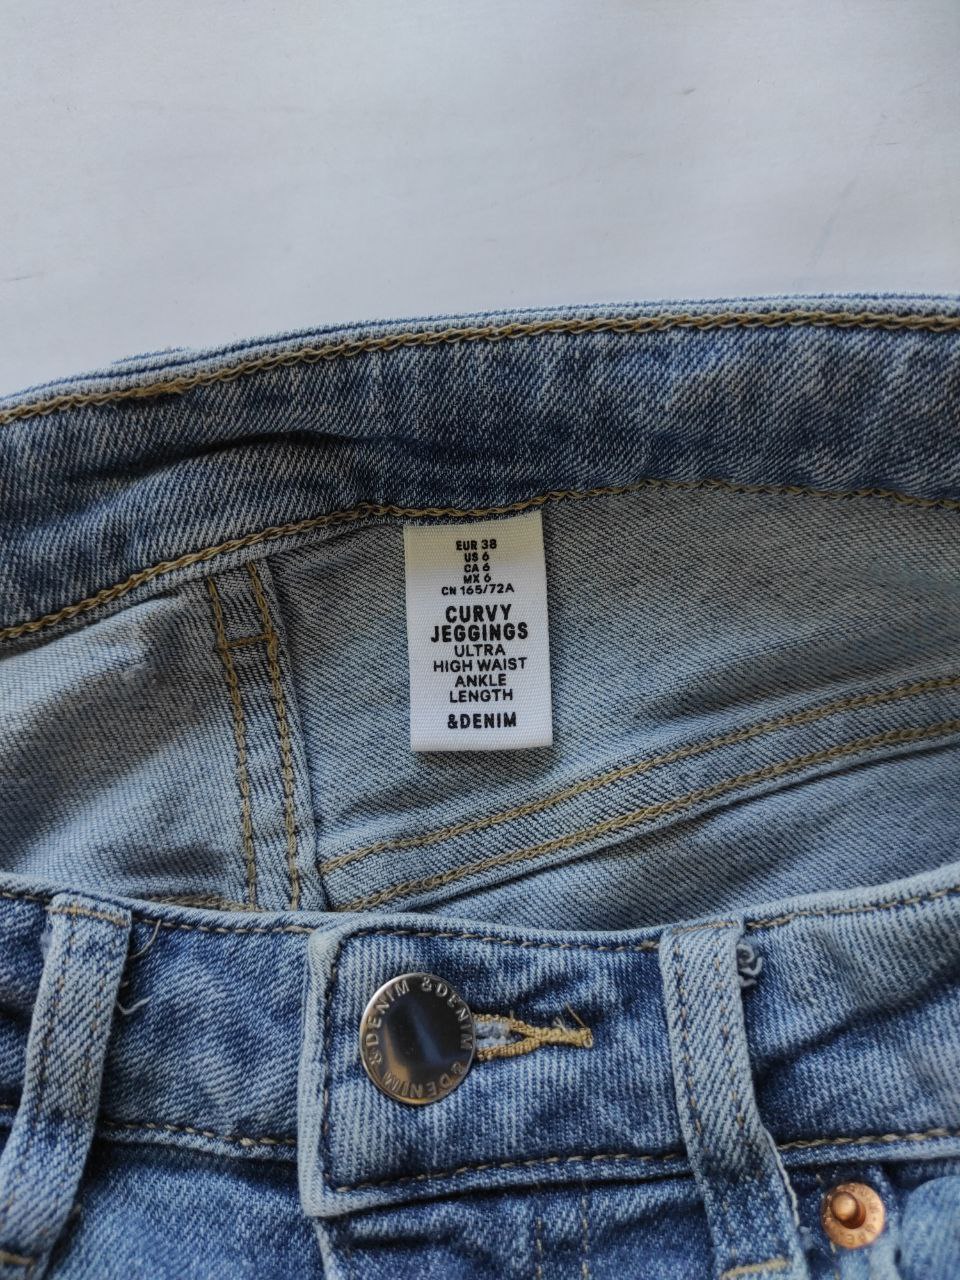 EUR 38
US 6
CA 6
MX 6
CN 165/72A
CURVY
JEGGINGS
ULTRA
HIGH WAIST
ANKLE
LENGTH
&DENIM
&DENIM &DENIM &DENIM